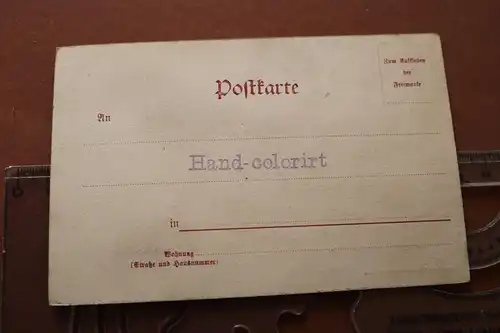 Postkarte
Zum Aufkleben
der
Freimarke
An
Hand-colorirt
in
Wohnung
(Straße und Hausnummer)